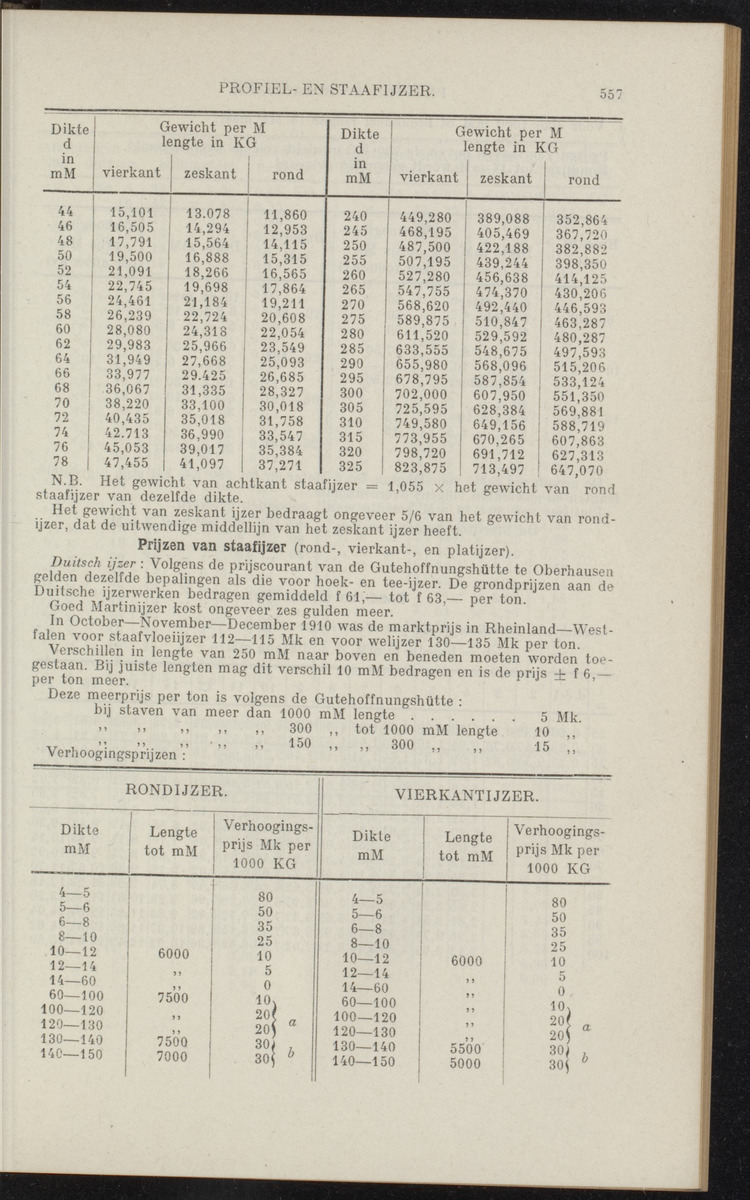 PROFIEL- EN STAAFIJZER. 557
Dikte d in mM | Gewicht per M lengte in KG | Dikte d in mM | Gewicht per M lengte in KG
vierkant | zeskant | rond | vierkant | zeskant | rond
44 15,101 13.078 11,860 240 449,280 389,088 352,864
46 16,505 14,294 12,953 245 468,195 405,469 367,720
48 17,791 15,564 14,115 250 487,500 422,188 382,882
50 19,500 16,888 15,315 255 507,195 439,244 398,350
52 21,091 18,266 16,565 260 527,280 456,638 414,125
54 22,745 19,698 17,864 265 547,755 474,370 430,206
56 24,461 21,184 19,211 270 568,620 492,440 446,593
58 26,239 22,724 20,608 275 589,875 510,847 463,287
60 28,080 24,318 22,054 280 611,520 529,592 480,287
62 29,983 25,966 23,549 285 633,555 548,675 497,593
64 31,949 27,668 25,093 290 655,980 568,096 515,206
66 33,977 29.425 26,685 295 678,795 587,854 533,124
68 36,067 31,335 28,327 300 702,000 607,950 551,350
70 38,220 33,100 30,018 305 725,595 628,384 569,881
72 40,435 35,018 31,758 310 749,580 649,156 588,719
74 42.713 36,990 33,547 315 773,955 670,265 607,863
76 45,053 39,017 35,384 320 798,720 691,712 627,313
78 47,455 41,097 37,271 325 823,875 713,497 647,070
N.B. Het gewicht van achtkant staafijzer = 1,055 × het gewicht van rond
staafijzer van dezelfde dikte.
Het gewicht van zeskant ijzer bedraagt ongeveer 5/6 van het gewicht van rond-
ijzer, dat de uitwendige middellijn van het zeskant ijzer heeft.
Prijzen van staafijzer (rond-, vierkant-, en platijzer).
Duitsch ijzer : Volgens de prijscourant van de Gutehoffnungshütte te Oberhausen
gelden dezelfde bepalingen als die voor hoek- en tee-ijzer. De grondprijzen aan de
Duitsche ijzerwerken bedragen gemiddeld f 61,— tot f 63,— per ton.
Goed Martinijzer kost ongeveer zes gulden meer.
In October—November—December 1910 was de marktprijs in Rheinland—West-
falen voor staafvloeiijzer 112—115 Mk en voor welijzer 130—135 Mk per ton.
Verschillen in lengte van 250 mM naar boven en beneden moeten worden toe-
gestaan. Bij juiste lengten mag dit verschil 10 mM bedragen en is de prijs ± f 6,—
per ton meer.
Deze meerprijs per ton is volgens de Gutehoffnungshütte :
bij staven van meer dan 1000 mM lengte . . . . . . 5 Mk.
,, ,, ,, ,, ,, 300 ,, tot 1000 mM lengte 10 ,,
,, ,, ,, ,, ,, 150 ,, ,, 300 ,, ,, 15 ,,
Verhoogingsprijzen :
RONDIJZER. | VIERKANTIJZER.
Dikte mM | Lengte tot mM | Verhoogings- prijs Mk per 1000 KG | Dikte mM | Lengte tot mM | Verhoogings- prijs Mk per 1000 KG
4—5 80 4—5 80
5—6 50 5—6 50
6—8 35 6—8 35
8—10 25 8—10 25
10—12 6000 10 10—12 6000 10
12—14 ,, 5 12—14 ,, 5
14—60 ,, 0 14—60 ,, 0
60—100 7500 10 60—100 ,, 10
100—120 ,, 20 100—120 ,, 20
120—130 ,, 20 a 120—130 ,, 20 a
130—140 7500 30 130—140 5500 30
140—150 7000 30 b 140—150 5000 30 b